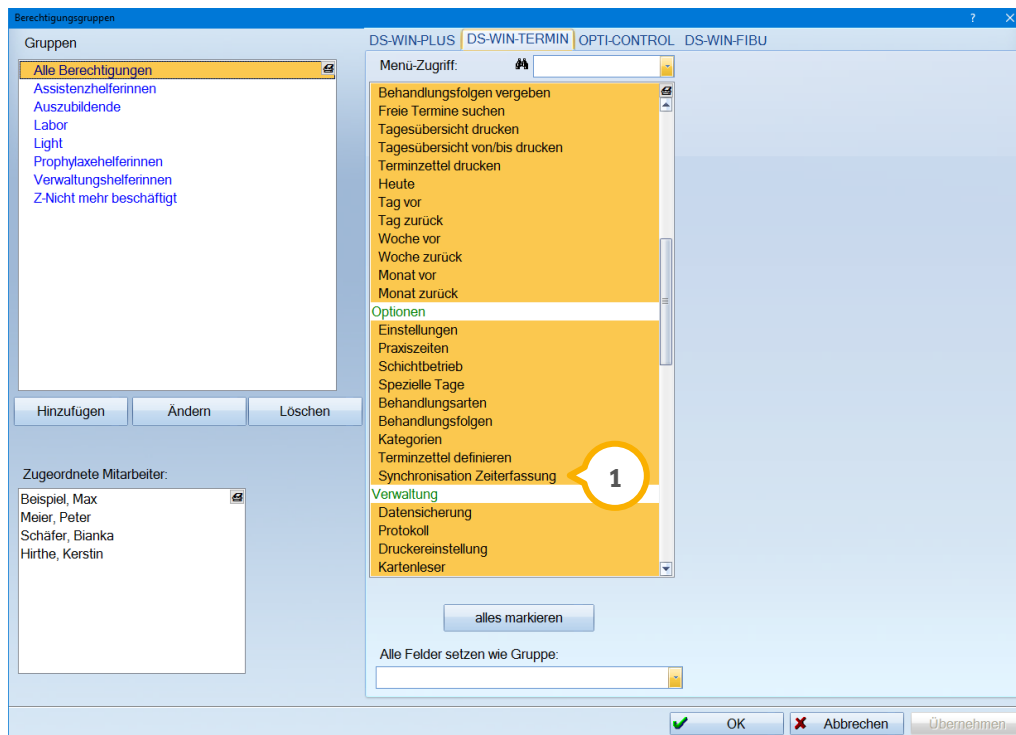 Berechtigungsgruppen
?
Gruppen
Alle Berechtigungen
Assistenzhelferinnen
Auszubildende
Labor
Light
Prophylaxehelferinnen
Verwaltungshelferinnen
Z-Nicht mehr beschäftigt
Hinzufügen Ändern Löschen
Zugeordnete Mitarbeiter:
Beispiel, Max
Meier, Peter
Schäfer, Bianka
Hirthe, Kerstin
DS-WIN-PLUS DS-WIN-TERMIN OPTI-CONTROL DS-WIN-FIBU
Menü-Zugriff:
Behandlungsfolgen vergeben
Freie Termine suchen
Tagesübersicht drucken
Tagesübersicht von/bis drucken
Terminzettel drucken
Heute
Tag vor
Tag zurück
Woche vor
Woche zurück
Monat vor
Monat zurück
Optionen
Einstellungen
Praxiszeiten
Schichtbetrieb
Spezielle Tage
Behandlungsarten
Behandlungsfolgen
Kategorien
Terminzettel definieren
Synchronisation Zeiterfassung
1
Verwaltung
Datensicherung
Protokoll
Druckereinstellung
Kartenleser
alles markieren
Alle Felder setzen wie Gruppe:
OK Abbrechen Übernehmen